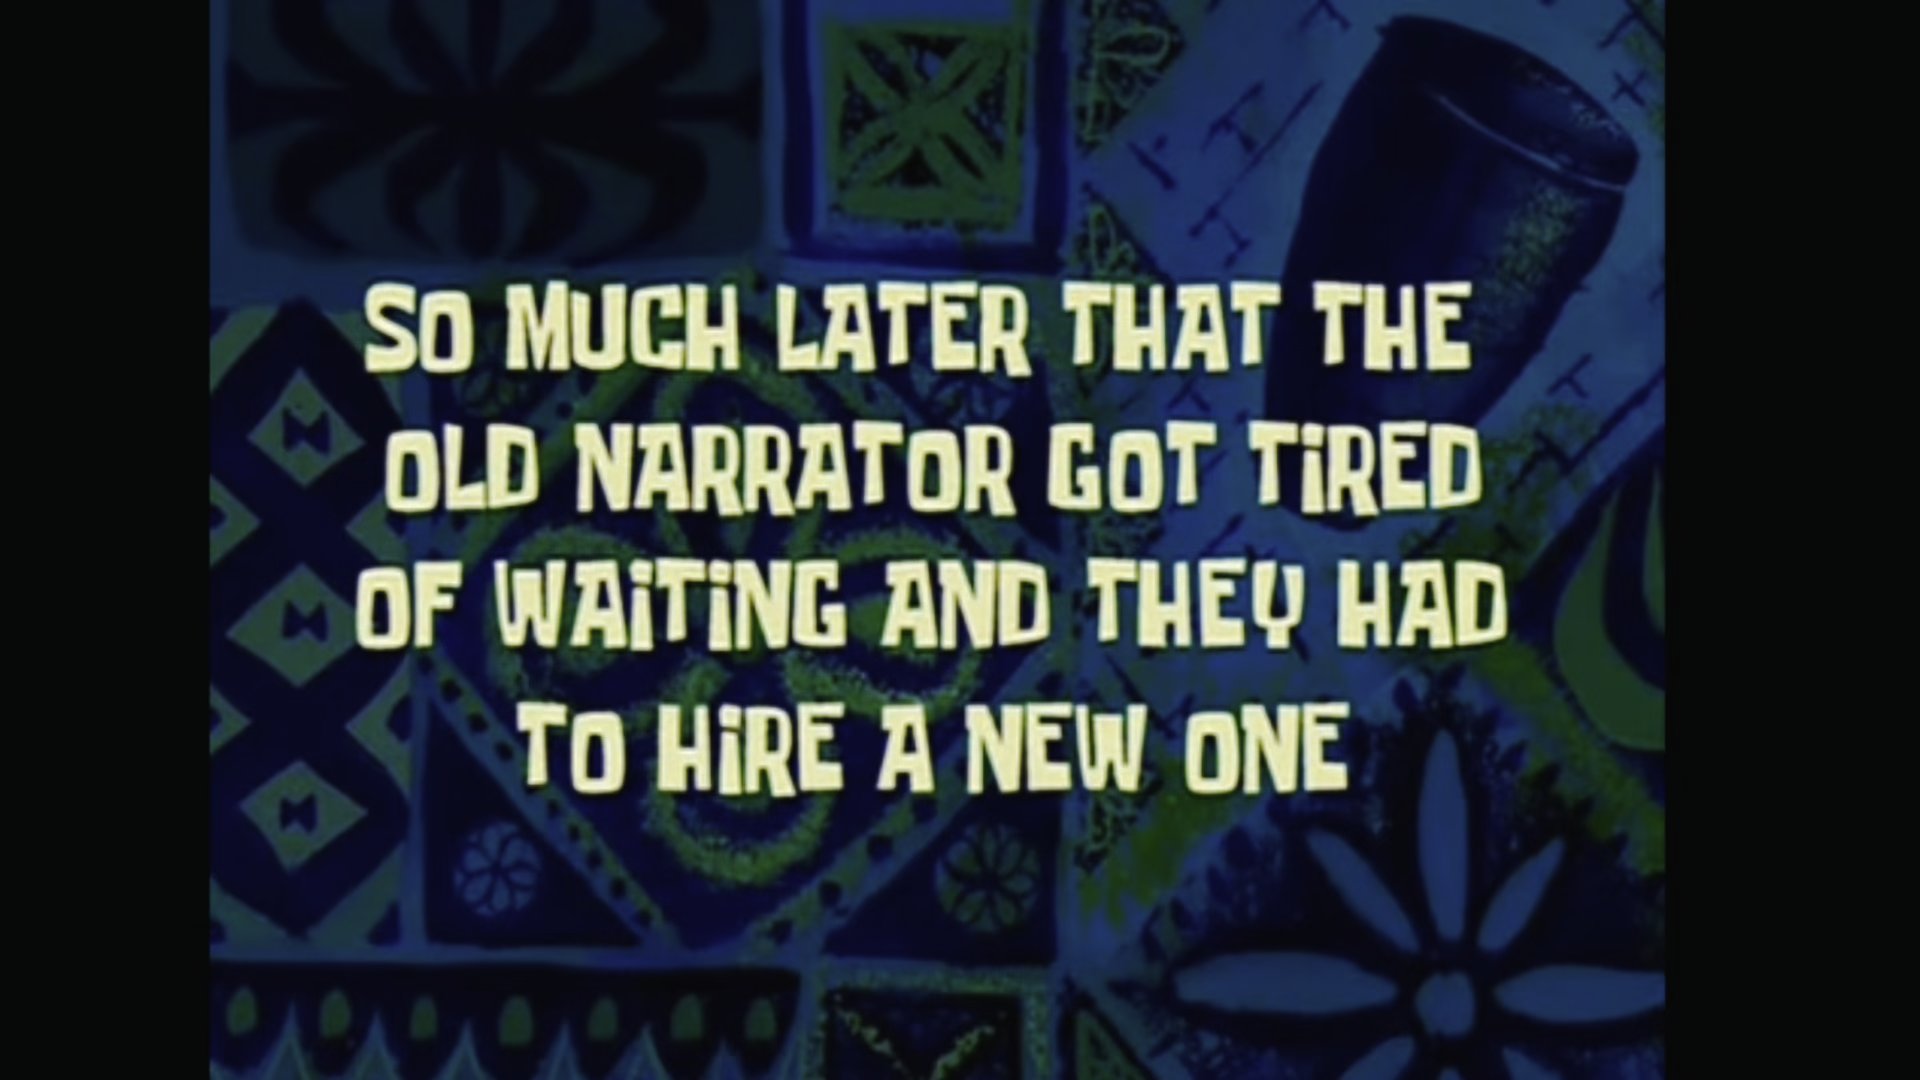 SO MUCH LATER THAT THE
OLD NARRATOR GOT TiRED
OF WAiTiNG AND THEY HAD
TO HiRE A NEW ONE